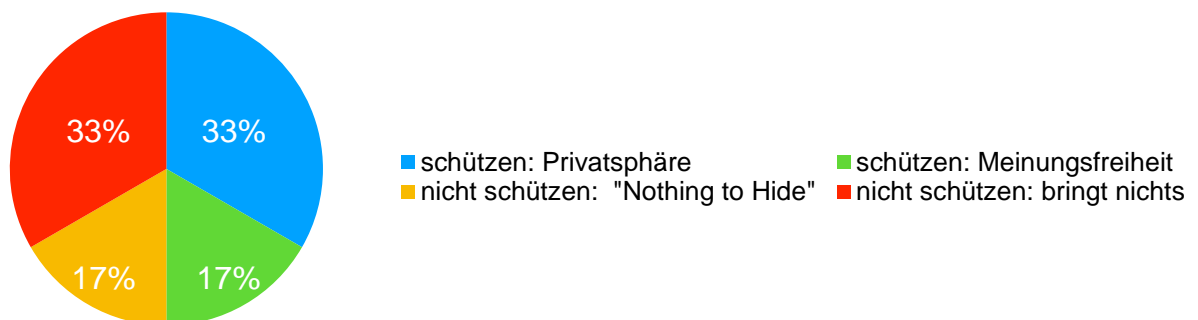 33% 33%
17% 17%
schützen: Privatsphäre
schützen: Meinungsfreiheit
nicht schützen:  "Nothing to Hide"
nicht schützen: bringt nichts